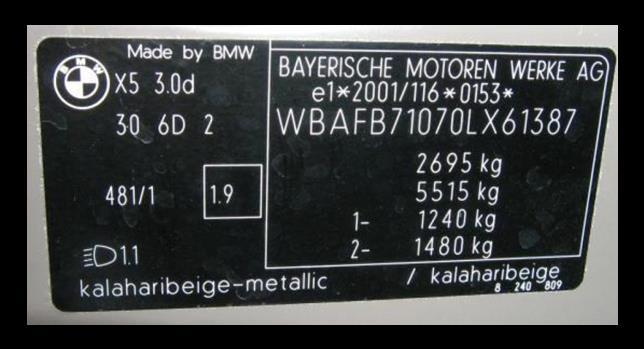 Made by BMW
BMW
X5 3.0d
30 6D 2
481/1 1.9
1.1
BAYERISCHE MOTOREN WERKE AG
e1*2001/116*0153*
WBAFB71070LX61387
2695 kg
5515 kg
1- 1240 kg
2- 1480 kg
kalaharibeige-metallic / kalaharibeige
8 240 809